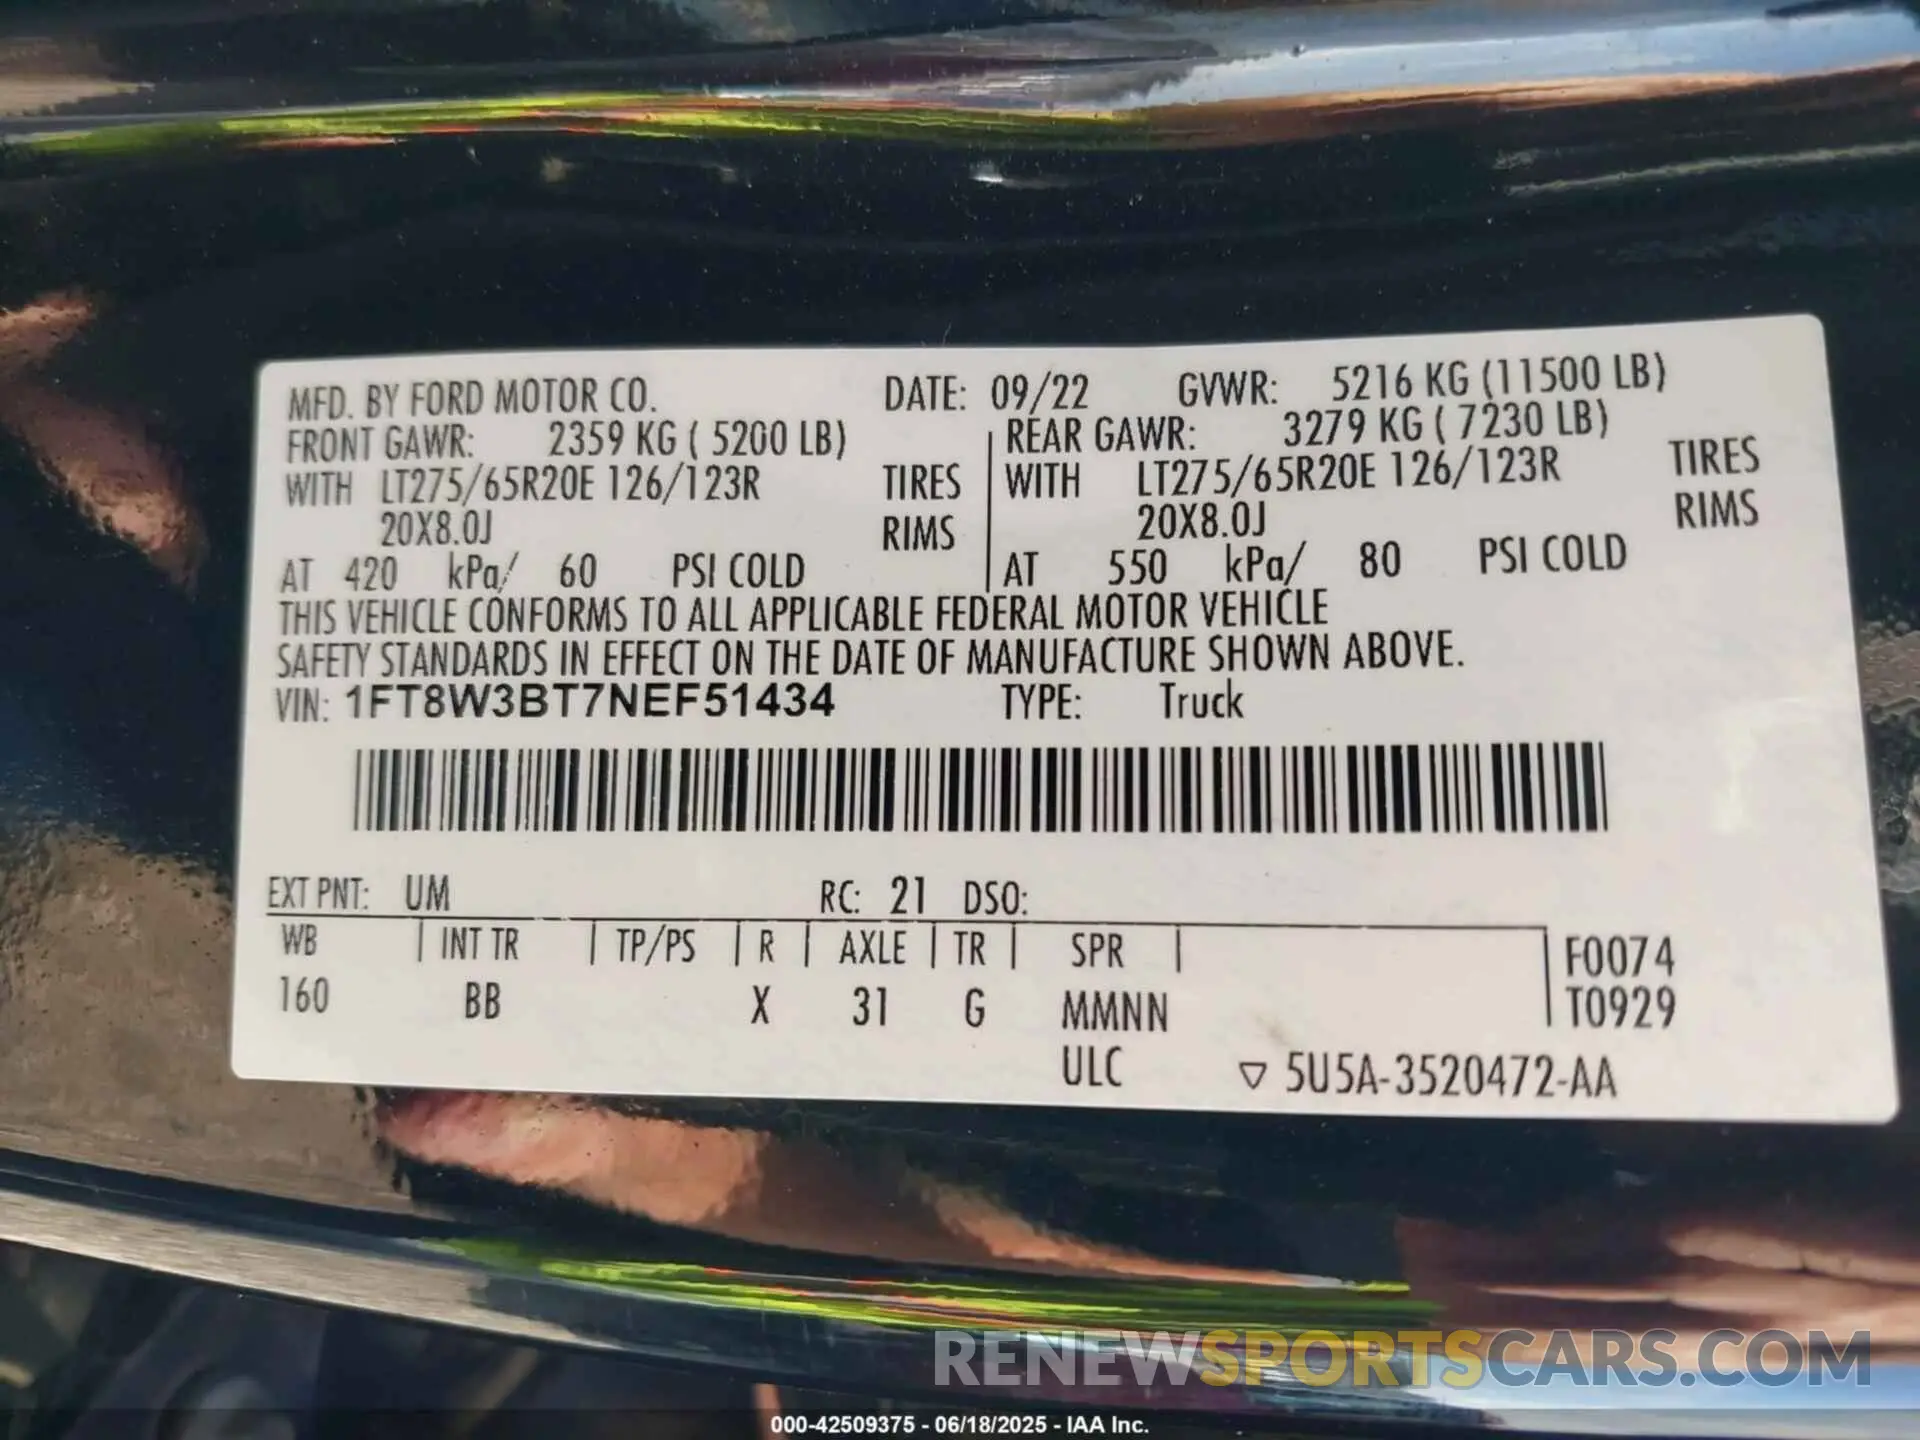 MFD. BY FORD MOTOR CO. DATE: 09/22 GVWR: 5216 KG (11500 LB)
FRONT GAWR: 2359 KG ( 5200 LB) REAR GAWR: 3279 KG ( 7230 LB)
WITH LT275/65R20E 126/123R TIRES WITH LT275/65R20E 126/123R TIRES
20X8.0J RIMS 20X8.0J RIMS
AT 420 kPa/ 60 PSI COLD AT 550 kPa/ 80 PSI COLD
THIS VEHICLE CONFORMS TO ALL APPLICABLE FEDERAL MOTOR VEHICLE
SAFETY STANDARDS IN EFFECT ON THE DATE OF MANUFACTURE SHOWN ABOVE.
VIN: 1FT8W3BT7NEF51434 TYPE: Truck
EXT PNT: UM RC: 21 DSO:
WB INT TR TP/PS R AXLE TR SPR F0074
160 BB X 31 G MMNN T0929
ULC ▽ 5U5A-3520472-AA
RENEWSPORTSCARS.COM
000-42509375 - 06/18/2025 - IAA Inc.